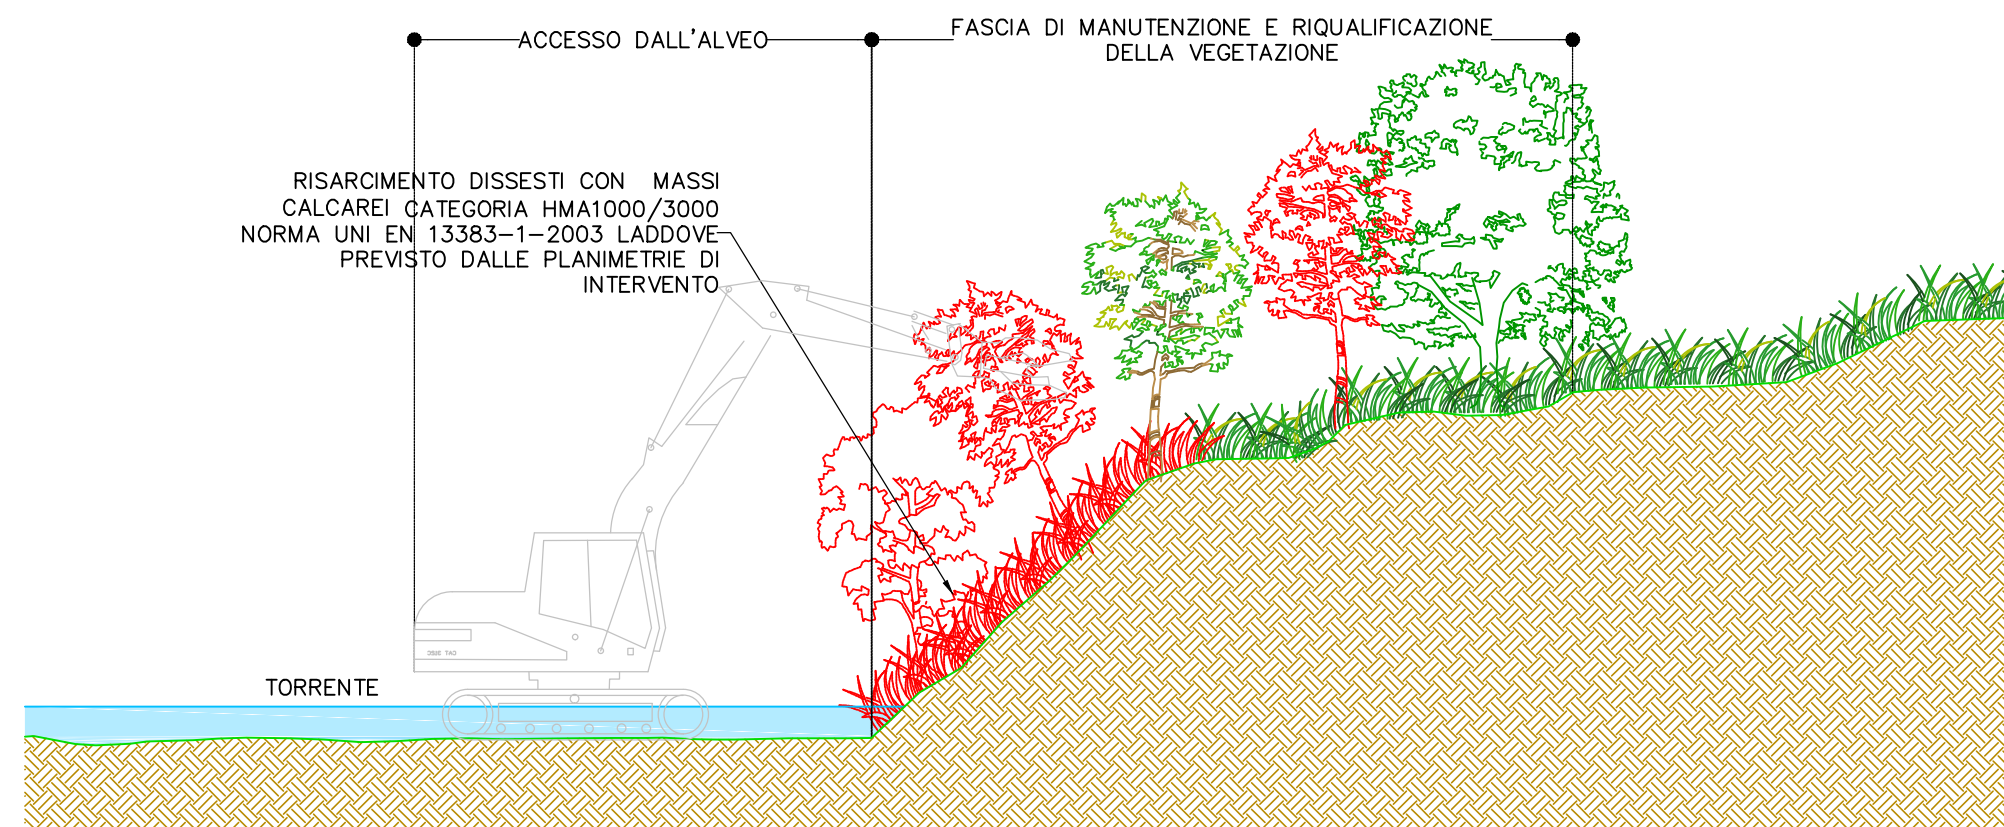 ACCESSO DALL'ALVEO
FASCIA DI MANUTENZIONE E RIQUALIFICAZIONE
DELLA VEGETAZIONE
RISARCIMENTO DISSESTI CON MASSI
CALCAREI CATEGORIA HMA1000/3000
NORMA UNI EN 13383-1-2003 LADDOVE
PREVISTO DALLE PLANIMETRIE DI
INTERVENTO
TORRENTE